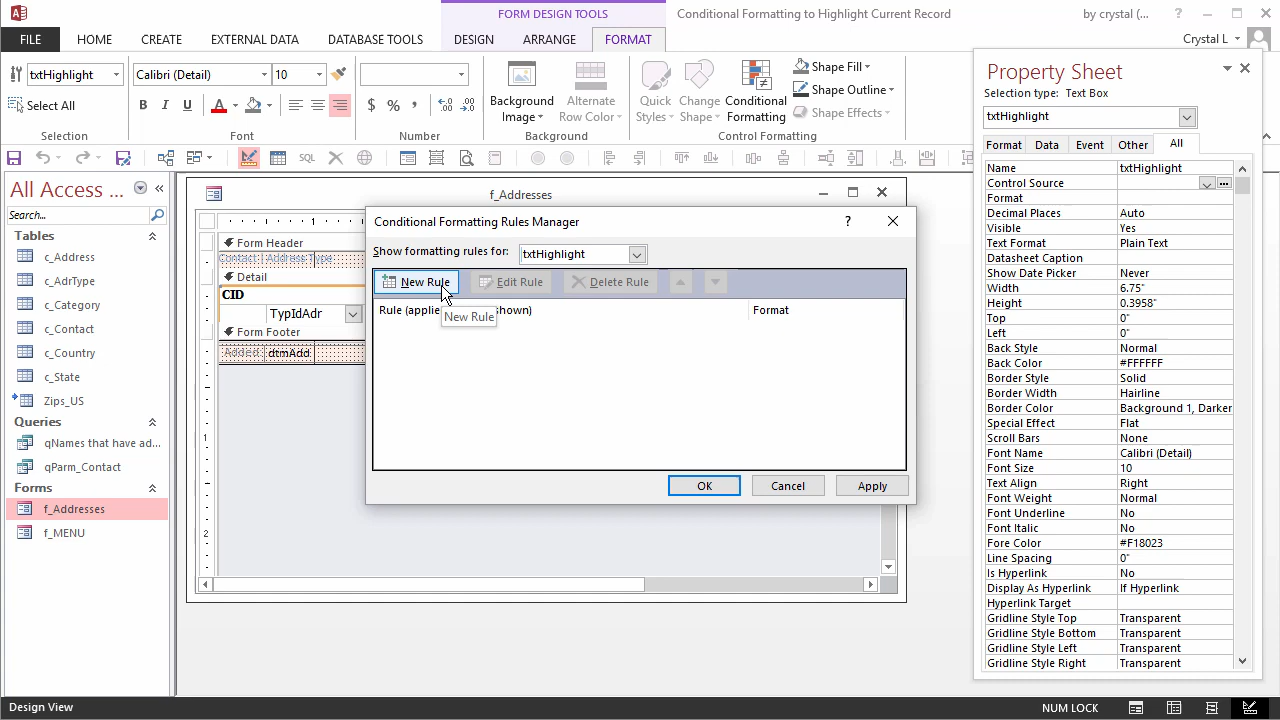 FORM DESIGN TOOLS
Conditional Formatting to Highlight Current Record
by crystal (...
?
FILE
HOME
CREATE
EXTERNAL DATA
DATABASE TOOLS
DESIGN
ARRANGE
FORMAT
Crystal L
txtHighlight
Select All
Selection
Calibri (Detail)
10
B I U A
Font
$ % ,
Number
Background
Image
Alternate
Row Color
Background
Quick
Styles
Change
Shape
Conditional
Formatting
Shape Fill
Shape Outline
Shape Effects
Control Formatting
SQL
All Access ...
Search...
Tables
c_Address
c_AdrType
c_Category
c_Contact
c_Country
c_State
Zips_US
Queries
qNames that have ad...
qParm_Contact
Forms
f_Addresses
f_MENU
f_Addresses
1
Form Header
Contact Address Type
Detail
CID
TypIdAdr
Form Footer
Added: dtmAdd
1
2
Conditional Formatting Rules Manager
?
Show formatting rules for: txtHighlight
New Rule
Edit Rule
Delete Rule
Rule (applie
shown)
Format
New Rule
OK
Cancel
Apply
Property Sheet
Selection type: Text Box
txtHighlight
Format Data Event Other All
Name txtHighlight
Control Source
Format
Decimal Places Auto
Visible Yes
Text Format Plain Text
Datasheet Caption
Show Date Picker Never
Width 6.75"
Height 0.3958"
Top 0"
Left 0"
Back Style Normal
Back Color #FFFFFF
Border Style Solid
Border Width Hairline
Border Color Background 1, Darker
Special Effect Flat
Scroll Bars None
Font Name Calibri (Detail)
Font Size 10
Text Align Right
Font Weight Normal
Font Underline No
Font Italic No
Fore Color #F18023
Line Spacing 0"
Is Hyperlink No
Display As Hyperlink If Hyperlink
Hyperlink Target
Gridline Style Top Transparent
Gridline Style Bottom Transparent
Gridline Style Left Transparent
Gridline Style Right Transparent
Design View
NUM LOCK